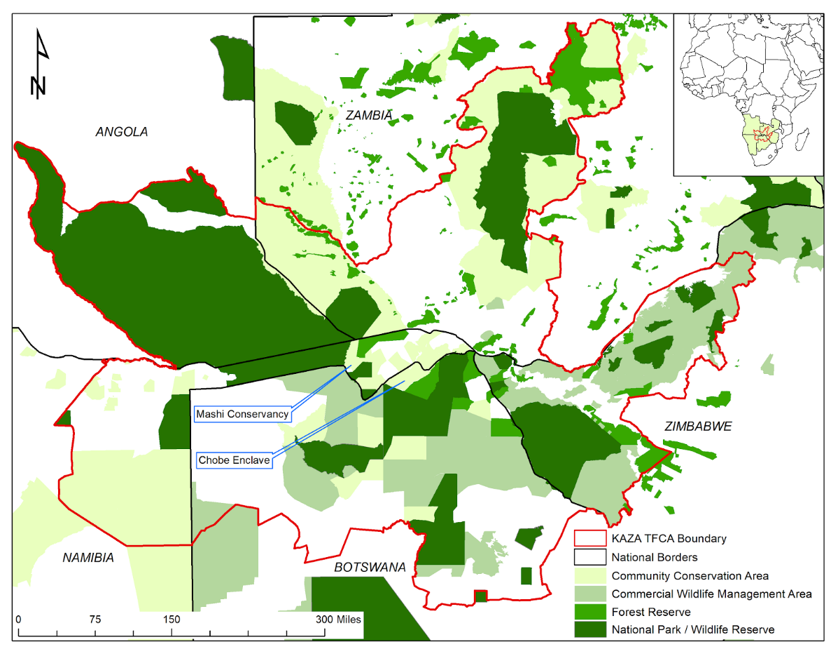 N
ANGOLA
ZAMBIA
Mashi Conservancy
Chobe Enclave
ZIMBABWE
NAMIBIA
BOTSWANA
KAZA TFCA Boundary
National Borders
Community Conservation Area
Commercial Wildlife Management Area
Forest Reserve
National Park / Wildlife Reserve
0 75 150 300 Miles